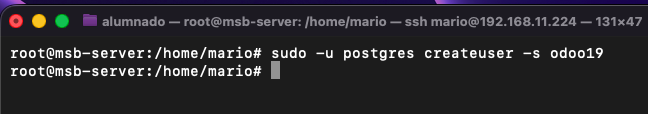 alumnado — root@msb-server: /home/mario — ssh mario@192.168.11.224 — 131×47
root@msb-server:/home/mario# sudo -u postgres createuser -s odoo19
root@msb-server:/home/mario#